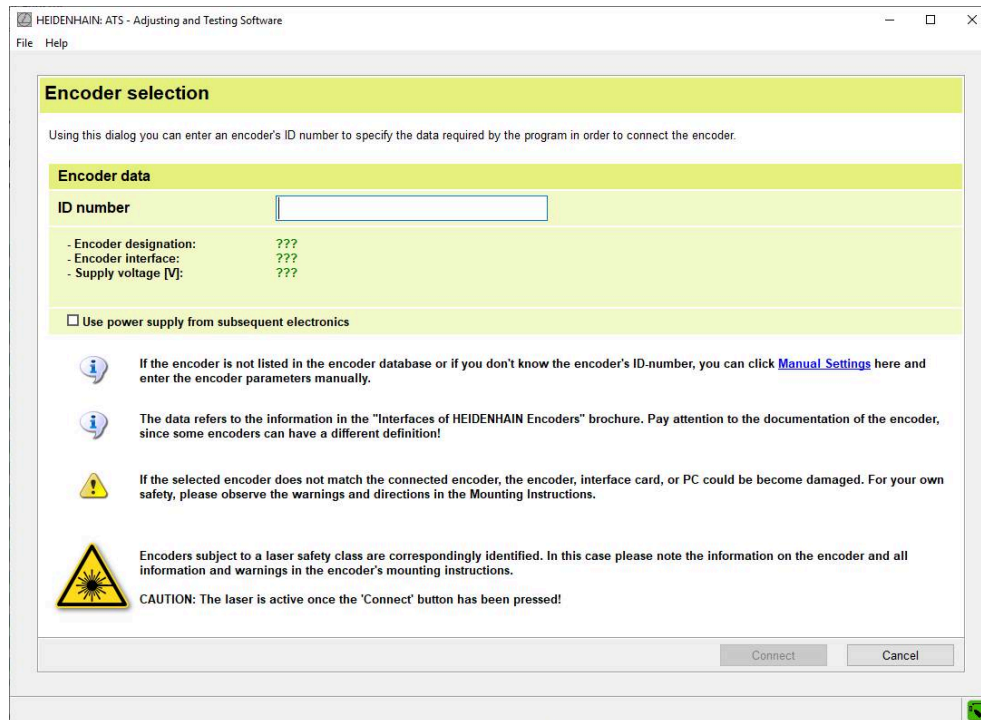 HEIDENHAIN: ATS - Adjusting and Testing Software
File Help
Encoder selection
Using this dialog you can enter an encoder's ID number to specify the data required by the program in order to connect the encoder.
Encoder data
ID number
- Encoder designation: ???
- Encoder interface: ???
- Supply voltage [V]: ???
Use power supply from subsequent electronics
If the encoder is not listed in the encoder database or if you don't know the encoder's ID-number, you can click Manual Settings here and
enter the encoder parameters manually.
The data refers to the information in the "Interfaces of HEIDENHAIN Encoders" brochure. Pay attention to the documentation of the encoder,
since some encoders can have a different definition!
If the selected encoder does not match the connected encoder, the encoder, interface card, or PC could be become damaged. For your own
safety, please observe the warnings and directions in the Mounting Instructions.
Encoders subject to a laser safety class are correspondingly identified. In this case please note the information on the encoder and all
information and warnings in the encoder's mounting instructions.
CAUTION: The laser is active once the 'Connect' button has been pressed!
Connect Cancel